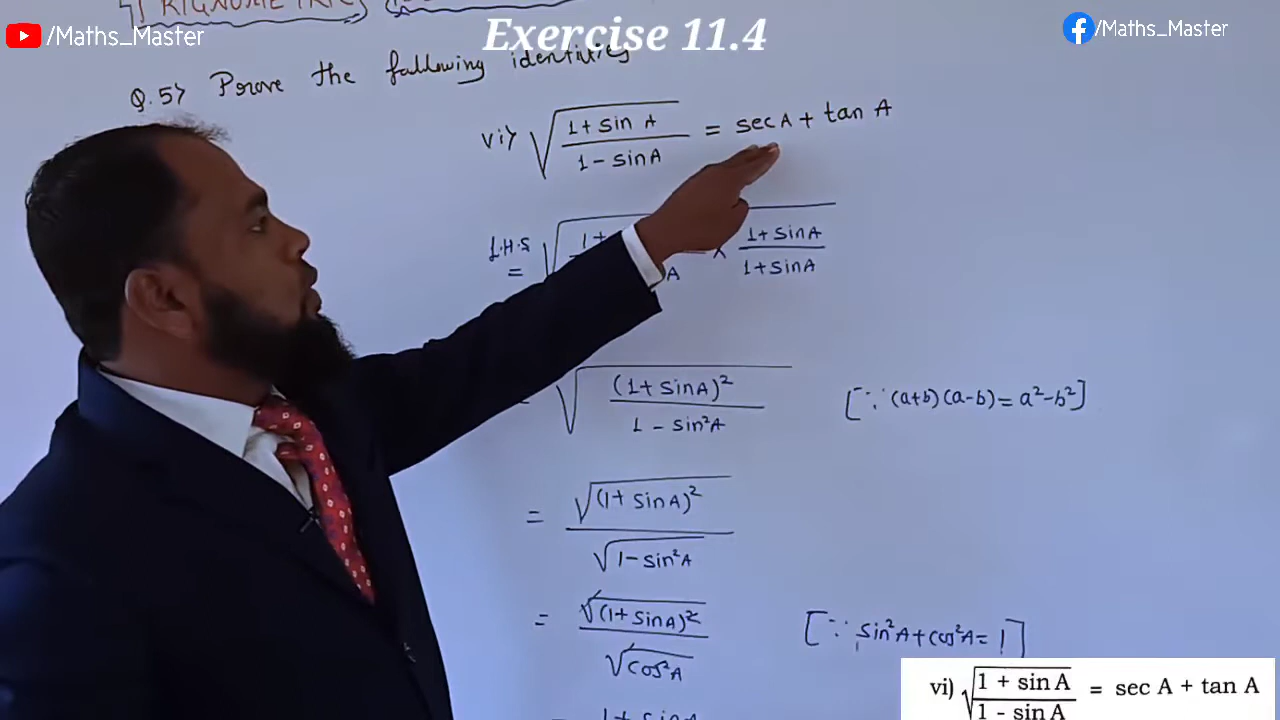 TRIGNOMETRIC
/Maths_Master
Exercise 11.4
/Maths_Master
Q.5> Prove the following identities
vi> √(1+sin A / 1-sinA) = secA + tan A
L.H.S = √(1+ / A × 1+sinA / 1+sinA)
= √((1+sinA)² / 1-sin²A) [∵ (a+b)(a-b)=a²-b²]
= √(1+sinA)² / √1-sin²A
= √(1+sinA)² / √cos²A [∵ sin²A+cos²A=1]
= 1+sinA
vi) √(1 + sin A / 1 - sin A) = sec A + tan A